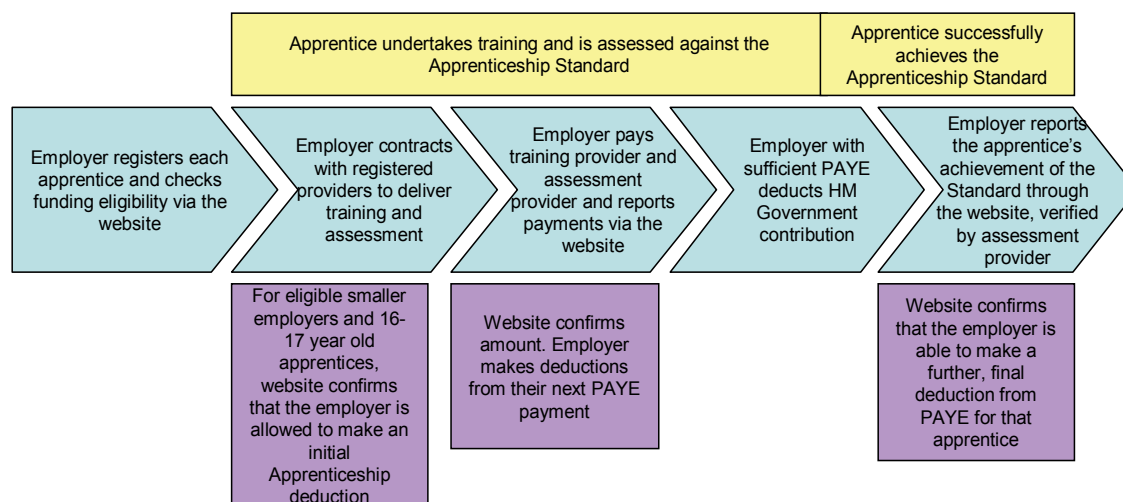 Apprentice undertakes training and is assessed against the
Apprenticeship Standard
Apprentice successfully
achieves the
Apprenticeship Standard
Employer registers each
apprentice and checks
funding eligibility via the
website
Employer contracts
with registered
providers to deliver
training and
assessment
Employer pays
training provider and
assessment
provider and reports
payments via the
website
Employer with
sufficient PAYE
deducts HM
Government
contribution
Employer reports
the apprentice's
achievement of the
Standard through
the website, verified
by assessment
provider
For eligible smaller
employers and 16-
17 year old
apprentices,
website confirms
that the employer is
allowed to make an
initial
Apprenticeship
deduction
Website confirms
amount. Employer
makes deductions
from their next PAYE
payment
Website confirms
that the employer is
able to make a
further, final
deduction from
PAYE for that
apprentice